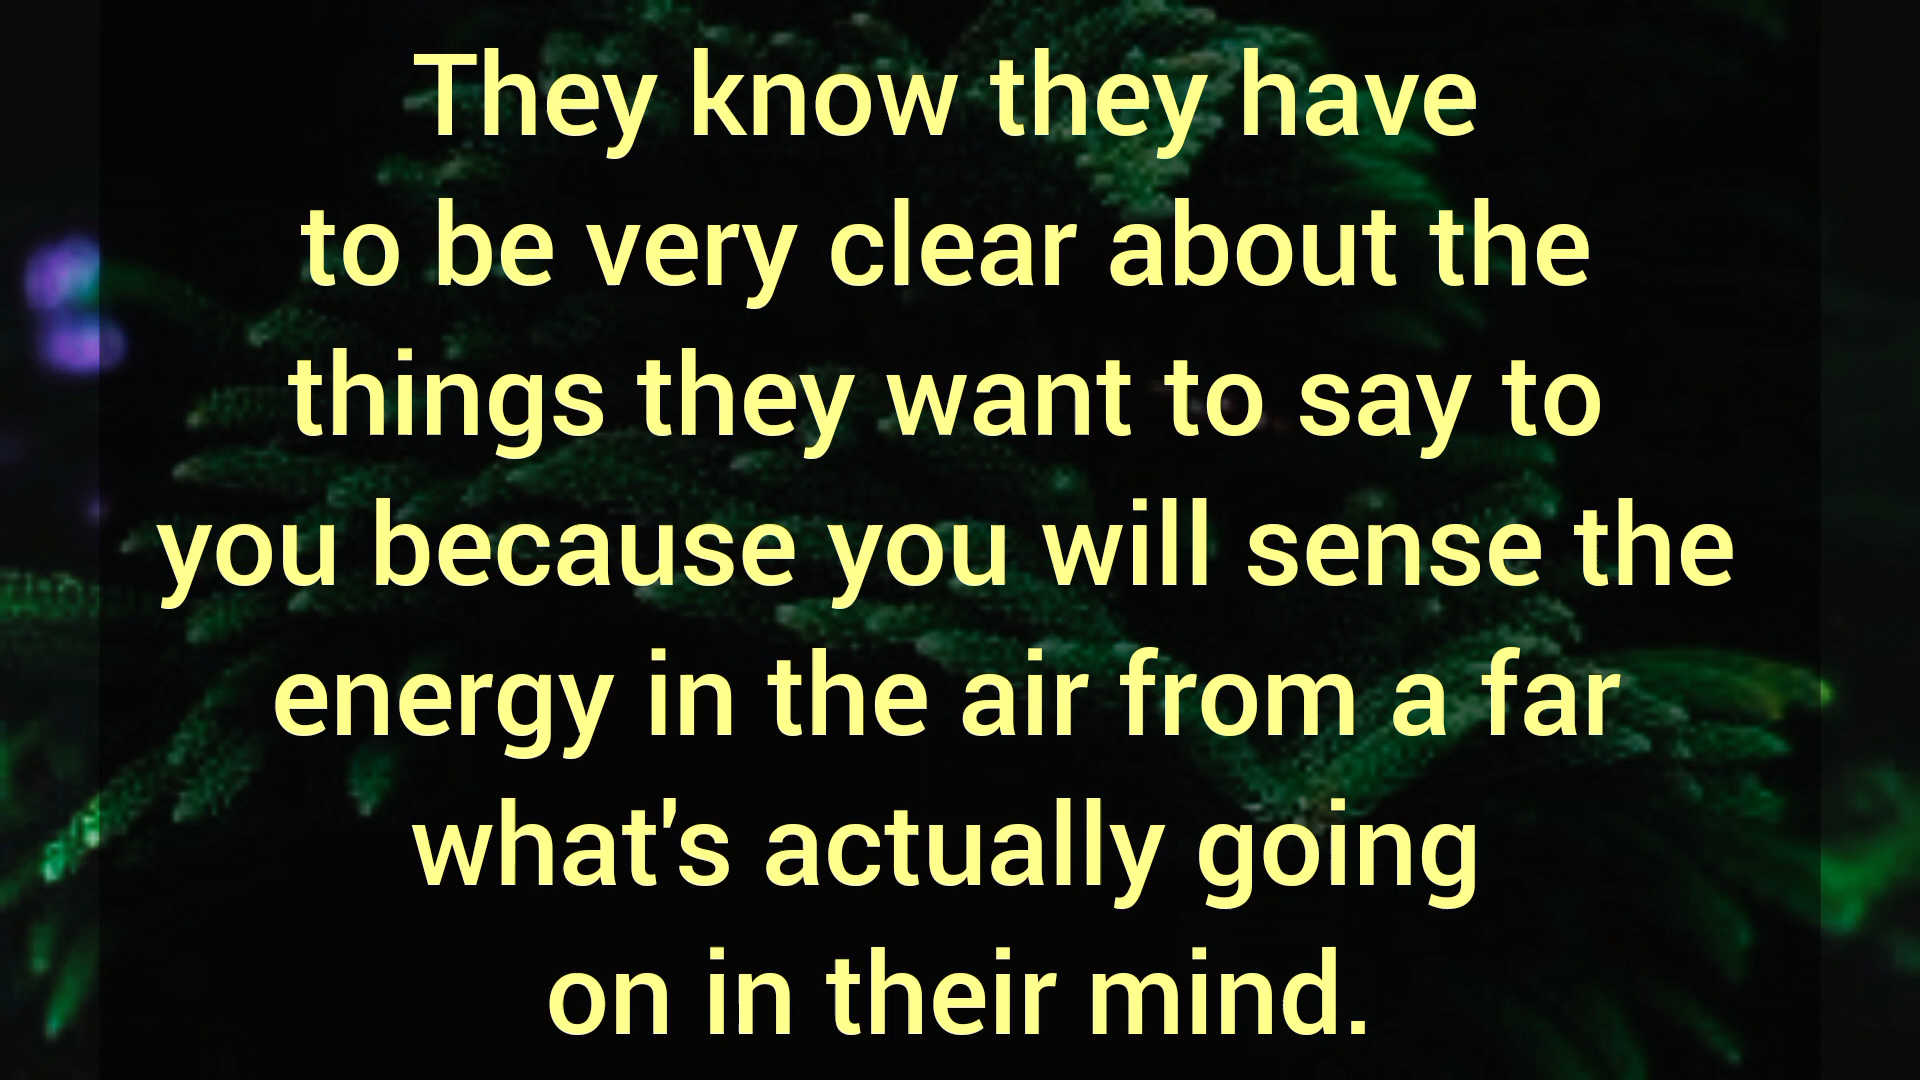 They know they have
to be very clear about the
things they want to say to
you because you will sense the
energy in the air from a far
what's actually going
on in their mind.